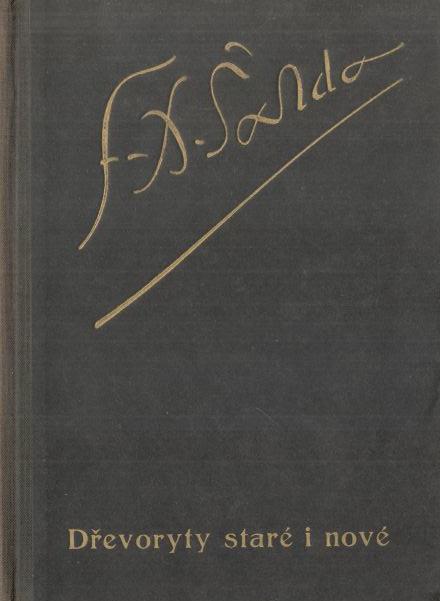 F. X. Šalda
Dřevoryty staré i nové